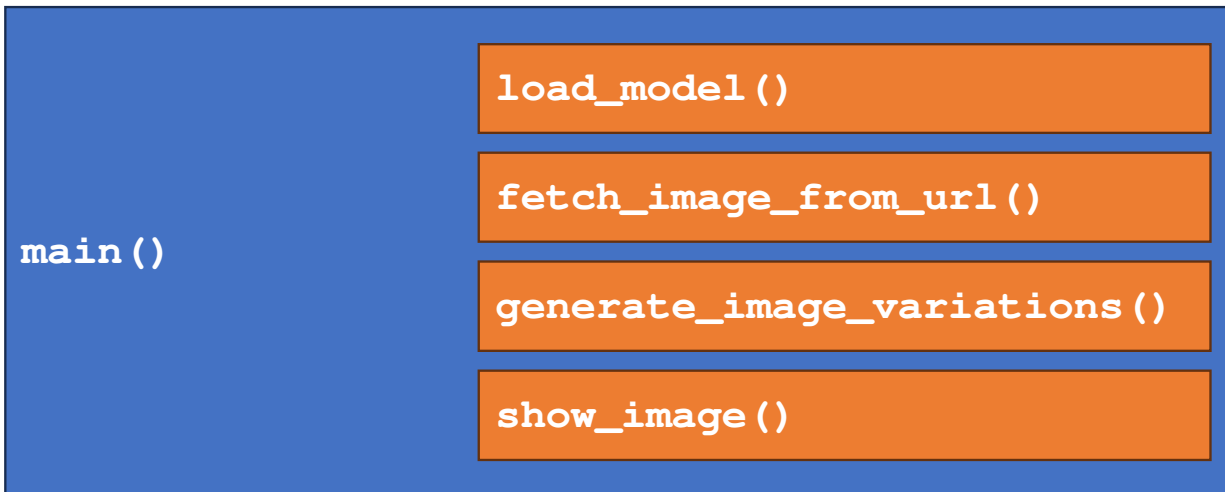 load_model()
fetch_image_from_url()
main()
generate_image_variations()
show_image()